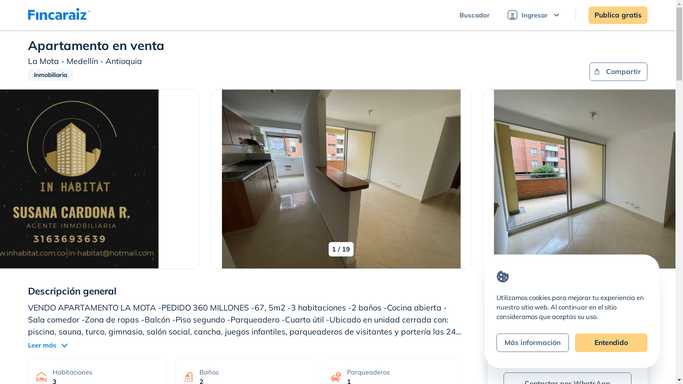 Fincaraiz
Buscador
Ingresar
Publica gratis
Apartamento en venta
La Mota - Medellín - Antioquia
Inmobiliaria
Compartir
IN HABITAT
SUSANA CARDONA R.
AGENTE INMOBILIARIA
3163693639
www.inhabitat.com.co|in-habitat@hotmail.com
1 / 19
Descripción general
VENDO APARTAMENTO LA MOTA -PEDIDO 360 MILLONES -67, 5m2 -3 habitaciones -2 baños -Cocina abierta -
Sala comedor -Zona de ropas -Balcón -Piso segundo -Parqueadero -Cuarto útil -Ubicado en unidad cerrada con:
piscina, sauna, turco, gimnasio, salón social, cancha, juegos infantiles, parqueaderos de visitantes y portería las 24...
Leer más
Habitaciones
3
Baños
2
Parqueaderos
1
Utilizamos cookies para mejorar tu experiencia en
nuestro sitio web. Al continuar en el sitio
consideramos que aceptas su uso.
Más información
Entendido
Contactar por WhatsApp